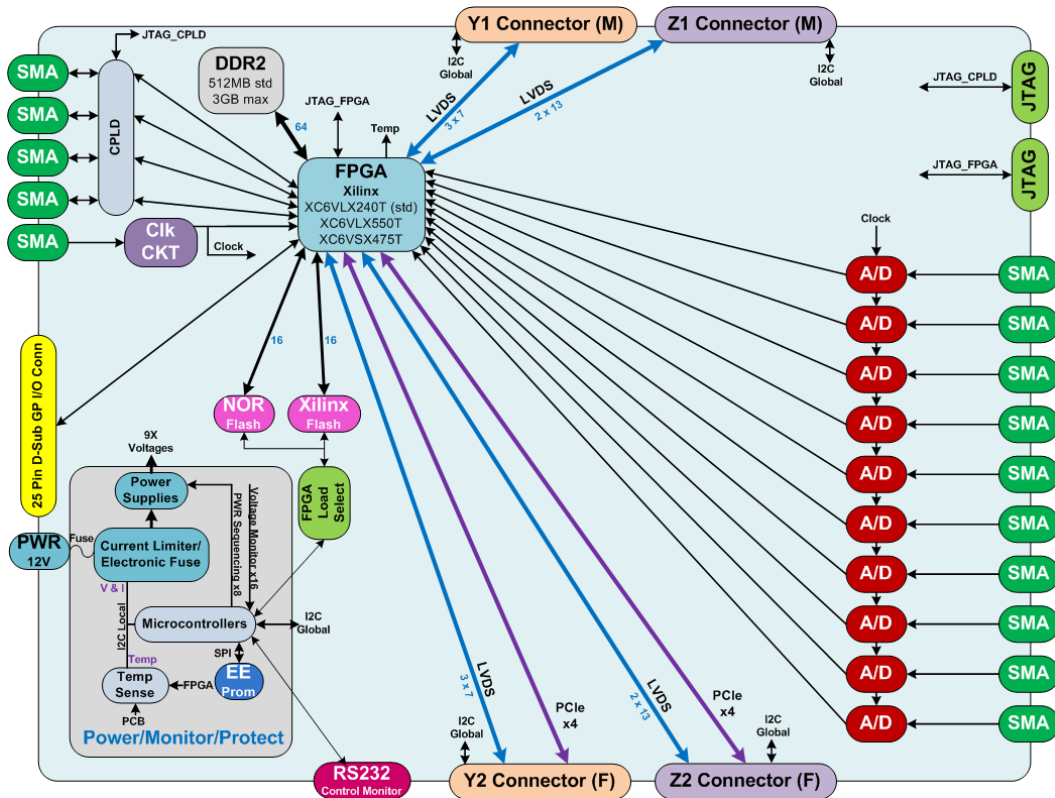 Y1 Connector (M)
Z1 Connector (M)
JTAG_CPLD
I2C
Global
I2C
Global
DDR2
512MB std
3GB max
64
JTAG_FPGA
Temp
LVDS
3 x 7
LVDS
2 x 13
JTAG_CPLD
JTAG
JTAG_FPGA
JTAG
SMA
SMA
SMA
SMA
SMA
CPLD
Clk
CKT
Clock
FPGA
Xilinx
XC6VLX240T (std)
XC6VLX550T
XC6VSX475T
Clock
A/D
SMA
A/D
SMA
A/D
SMA
A/D
SMA
A/D
SMA
A/D
SMA
A/D
SMA
A/D
SMA
A/D
SMA
A/D
SMA
16
16
NOR
Flash
Xilinx
Flash
FPGA
Load
Select
25 Pin D-Sub GP I/O Conn
9X
Voltages
Power
Supplies
PWR Sequencing x8
Voltage Monitor x16
PWR
12V
Fuse
Current Limiter/
Electronic Fuse
V & I
I2C Local
Microcontrollers
I2C
Global
SPI
Temp
Temp
Sense
FPGA
EE
Prom
PCB
Power/Monitor/Protect
LVDS
3 x 7
PCIe
x4
LVDS
2 x 13
PCIe
x4
I2C
Global
I2C
Global
RS232
Control Monitor
Y2 Connector (F)
Z2 Connector (F)